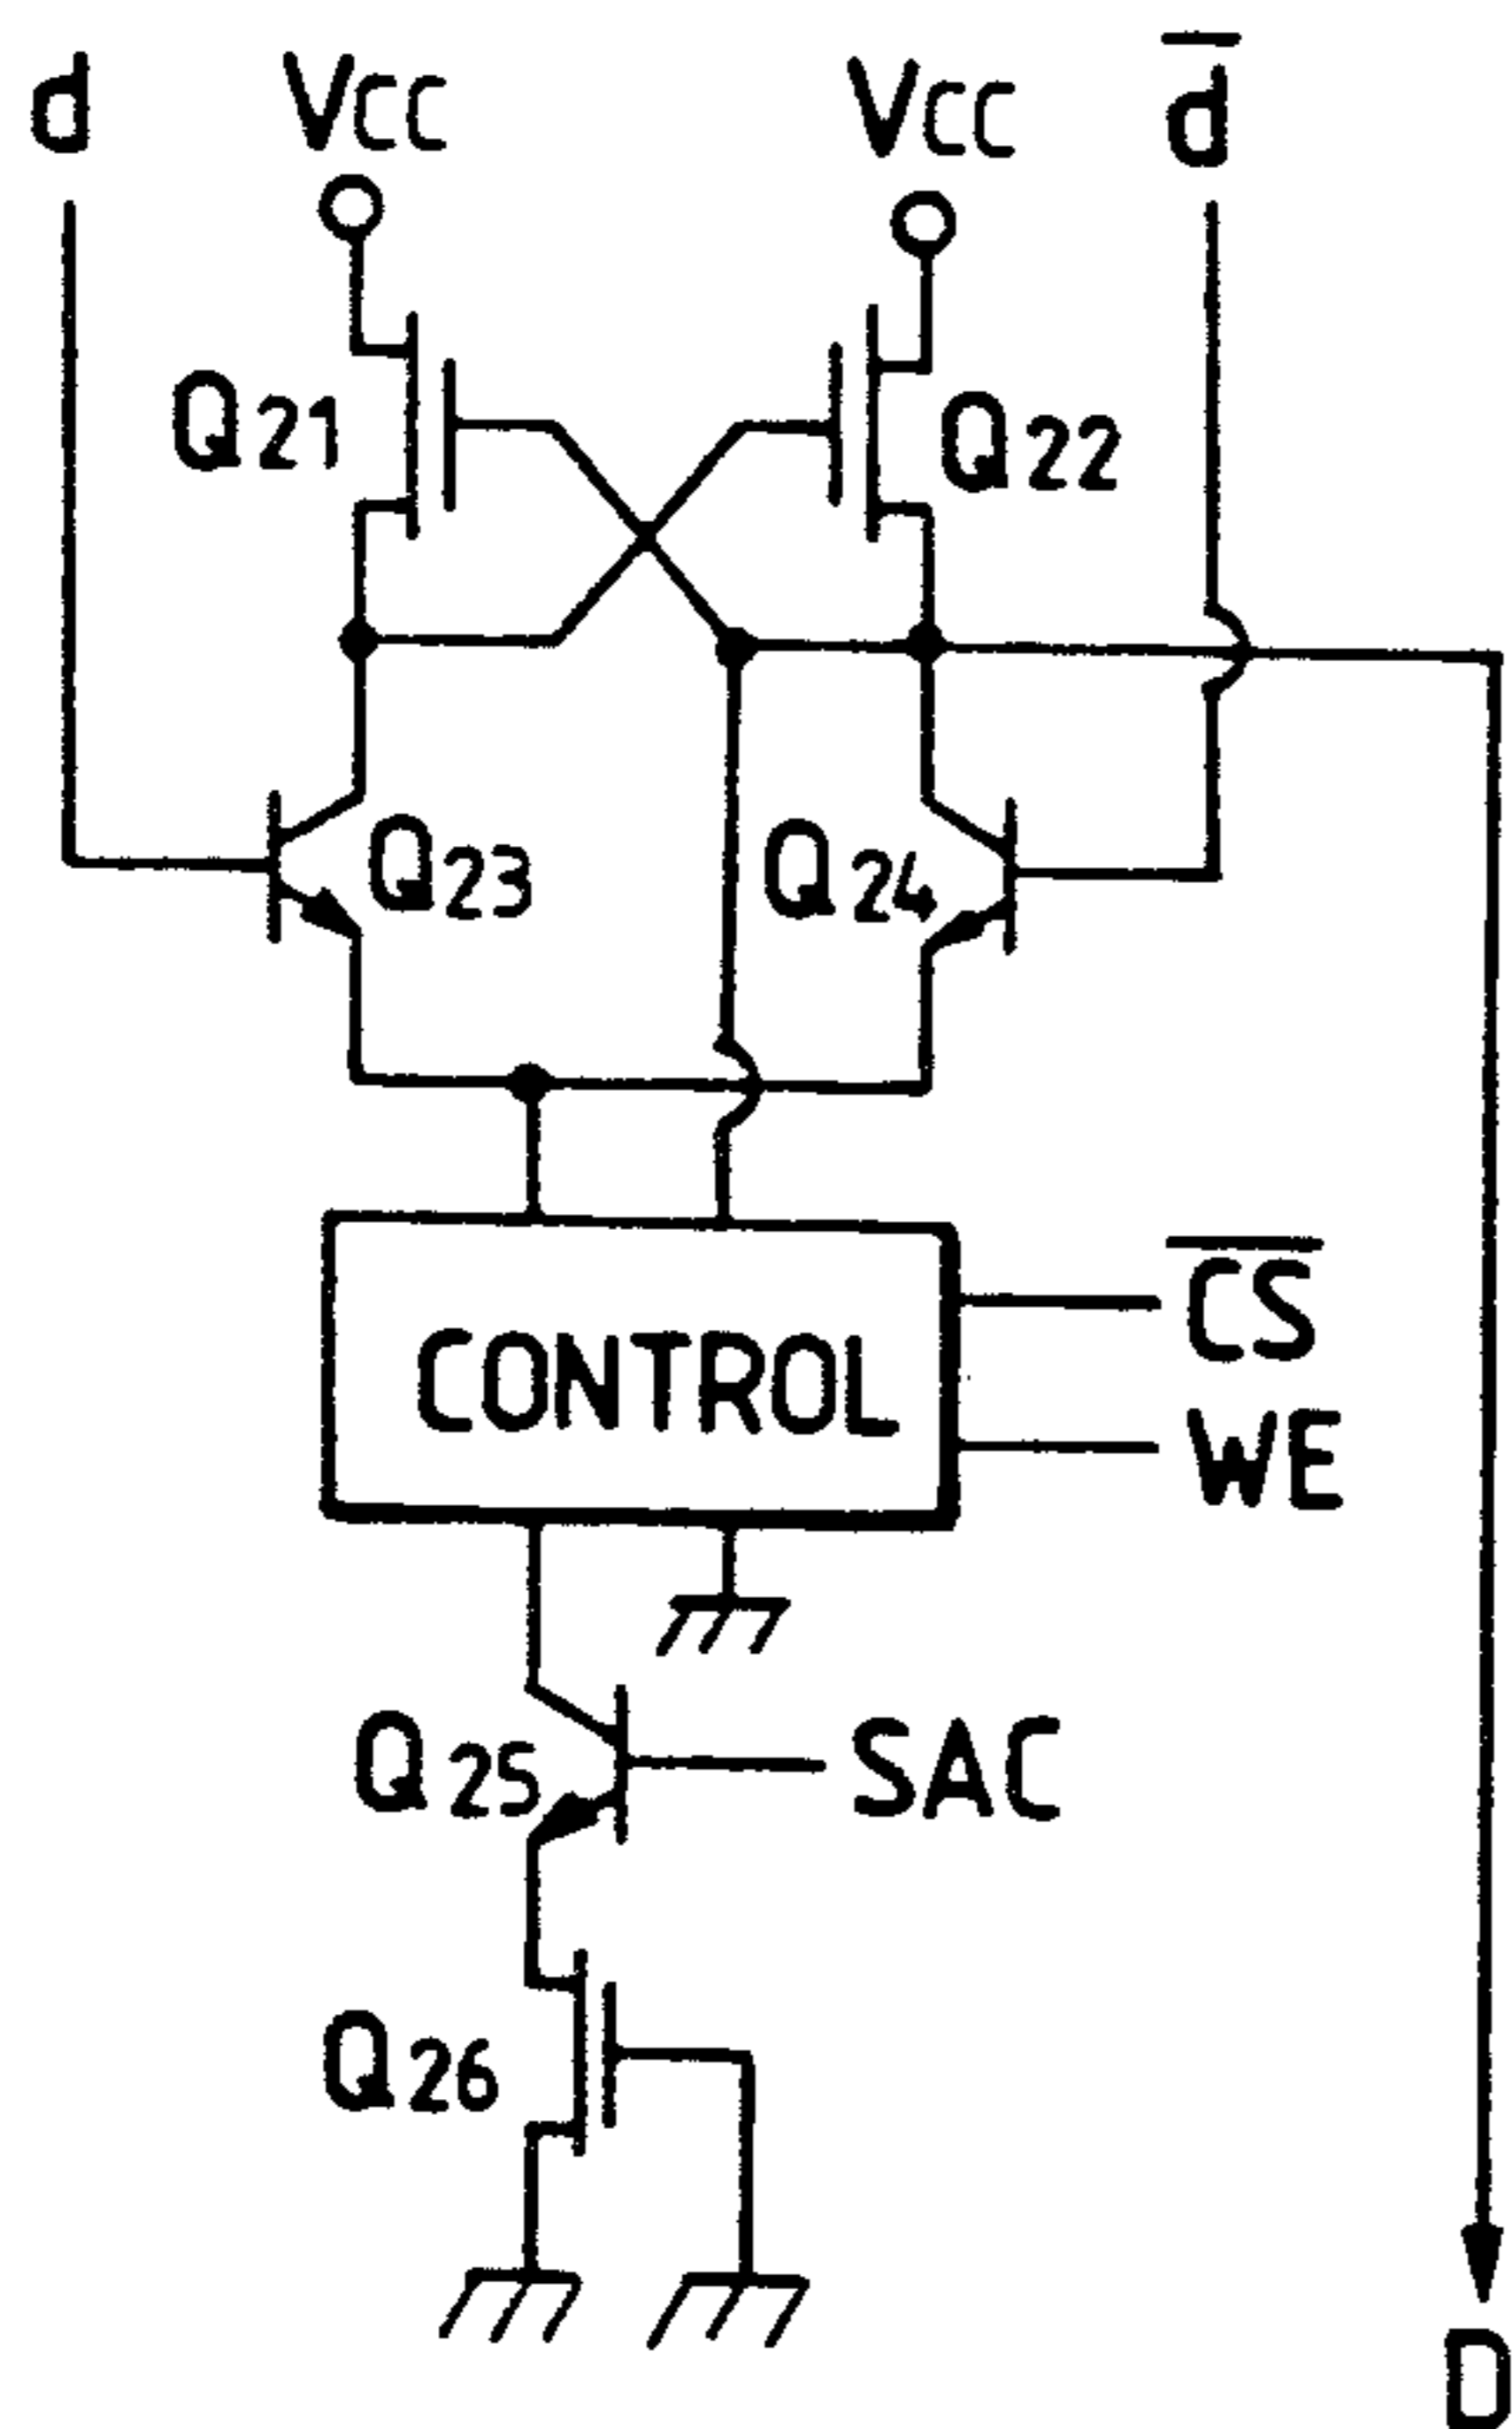 d Vcc Vcc d̅
Q21 Q22
Q23 Q24
C̅S̅
CONTROL
WE
Q25 SAC
Q26
D